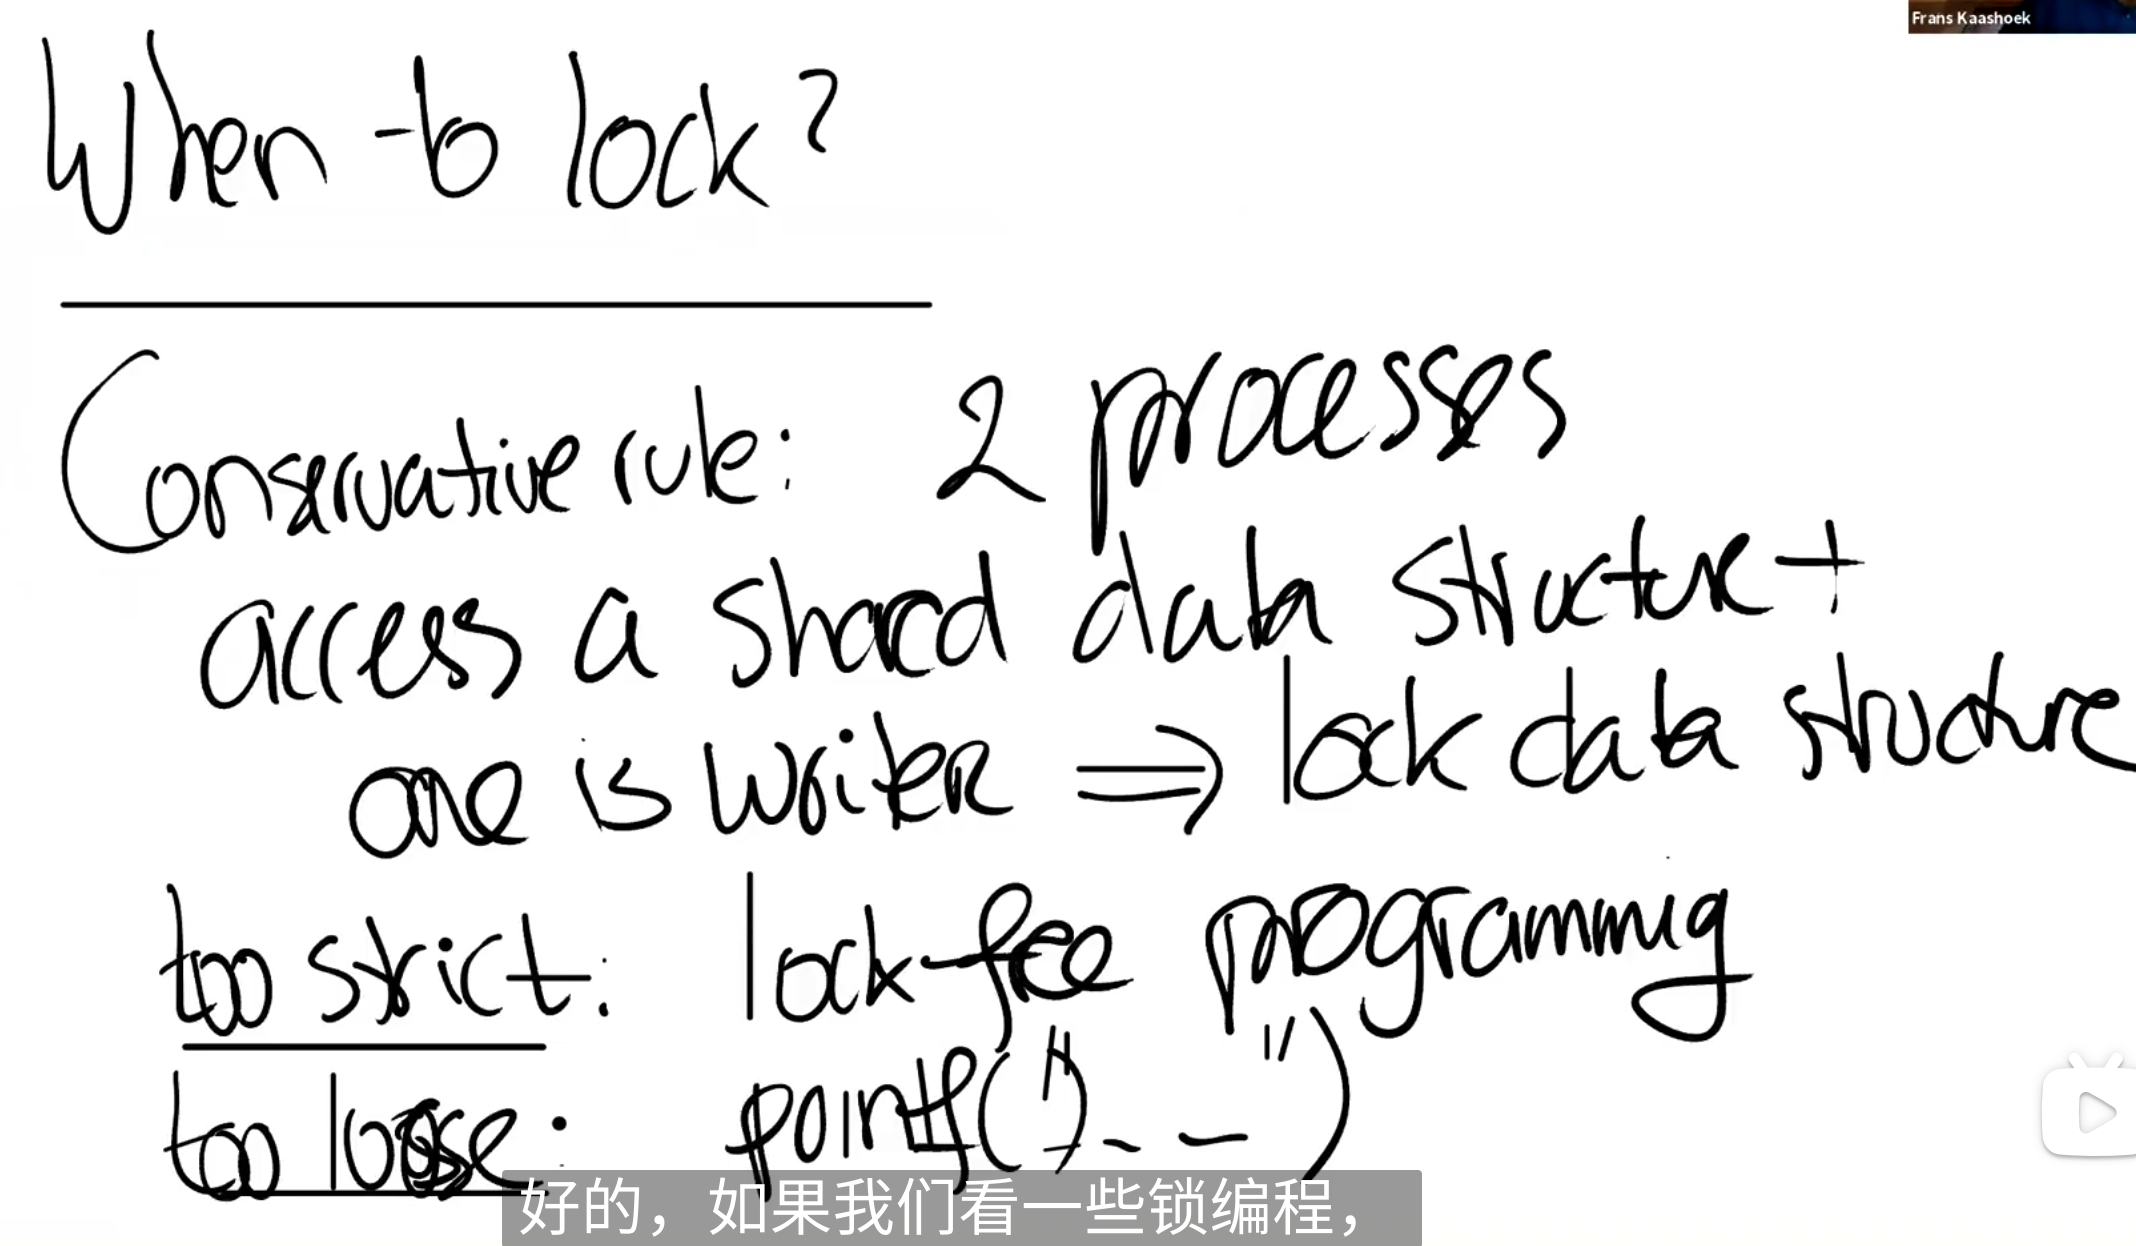 Frans Kaashoek
When to lock?
Conservative rule: 2 processes
access a shared data structure +
one is writer ⇒ lock data structure
too strict: lock-free programming
too loose: printf("- - -")
好的，如果我们看一些锁编程，